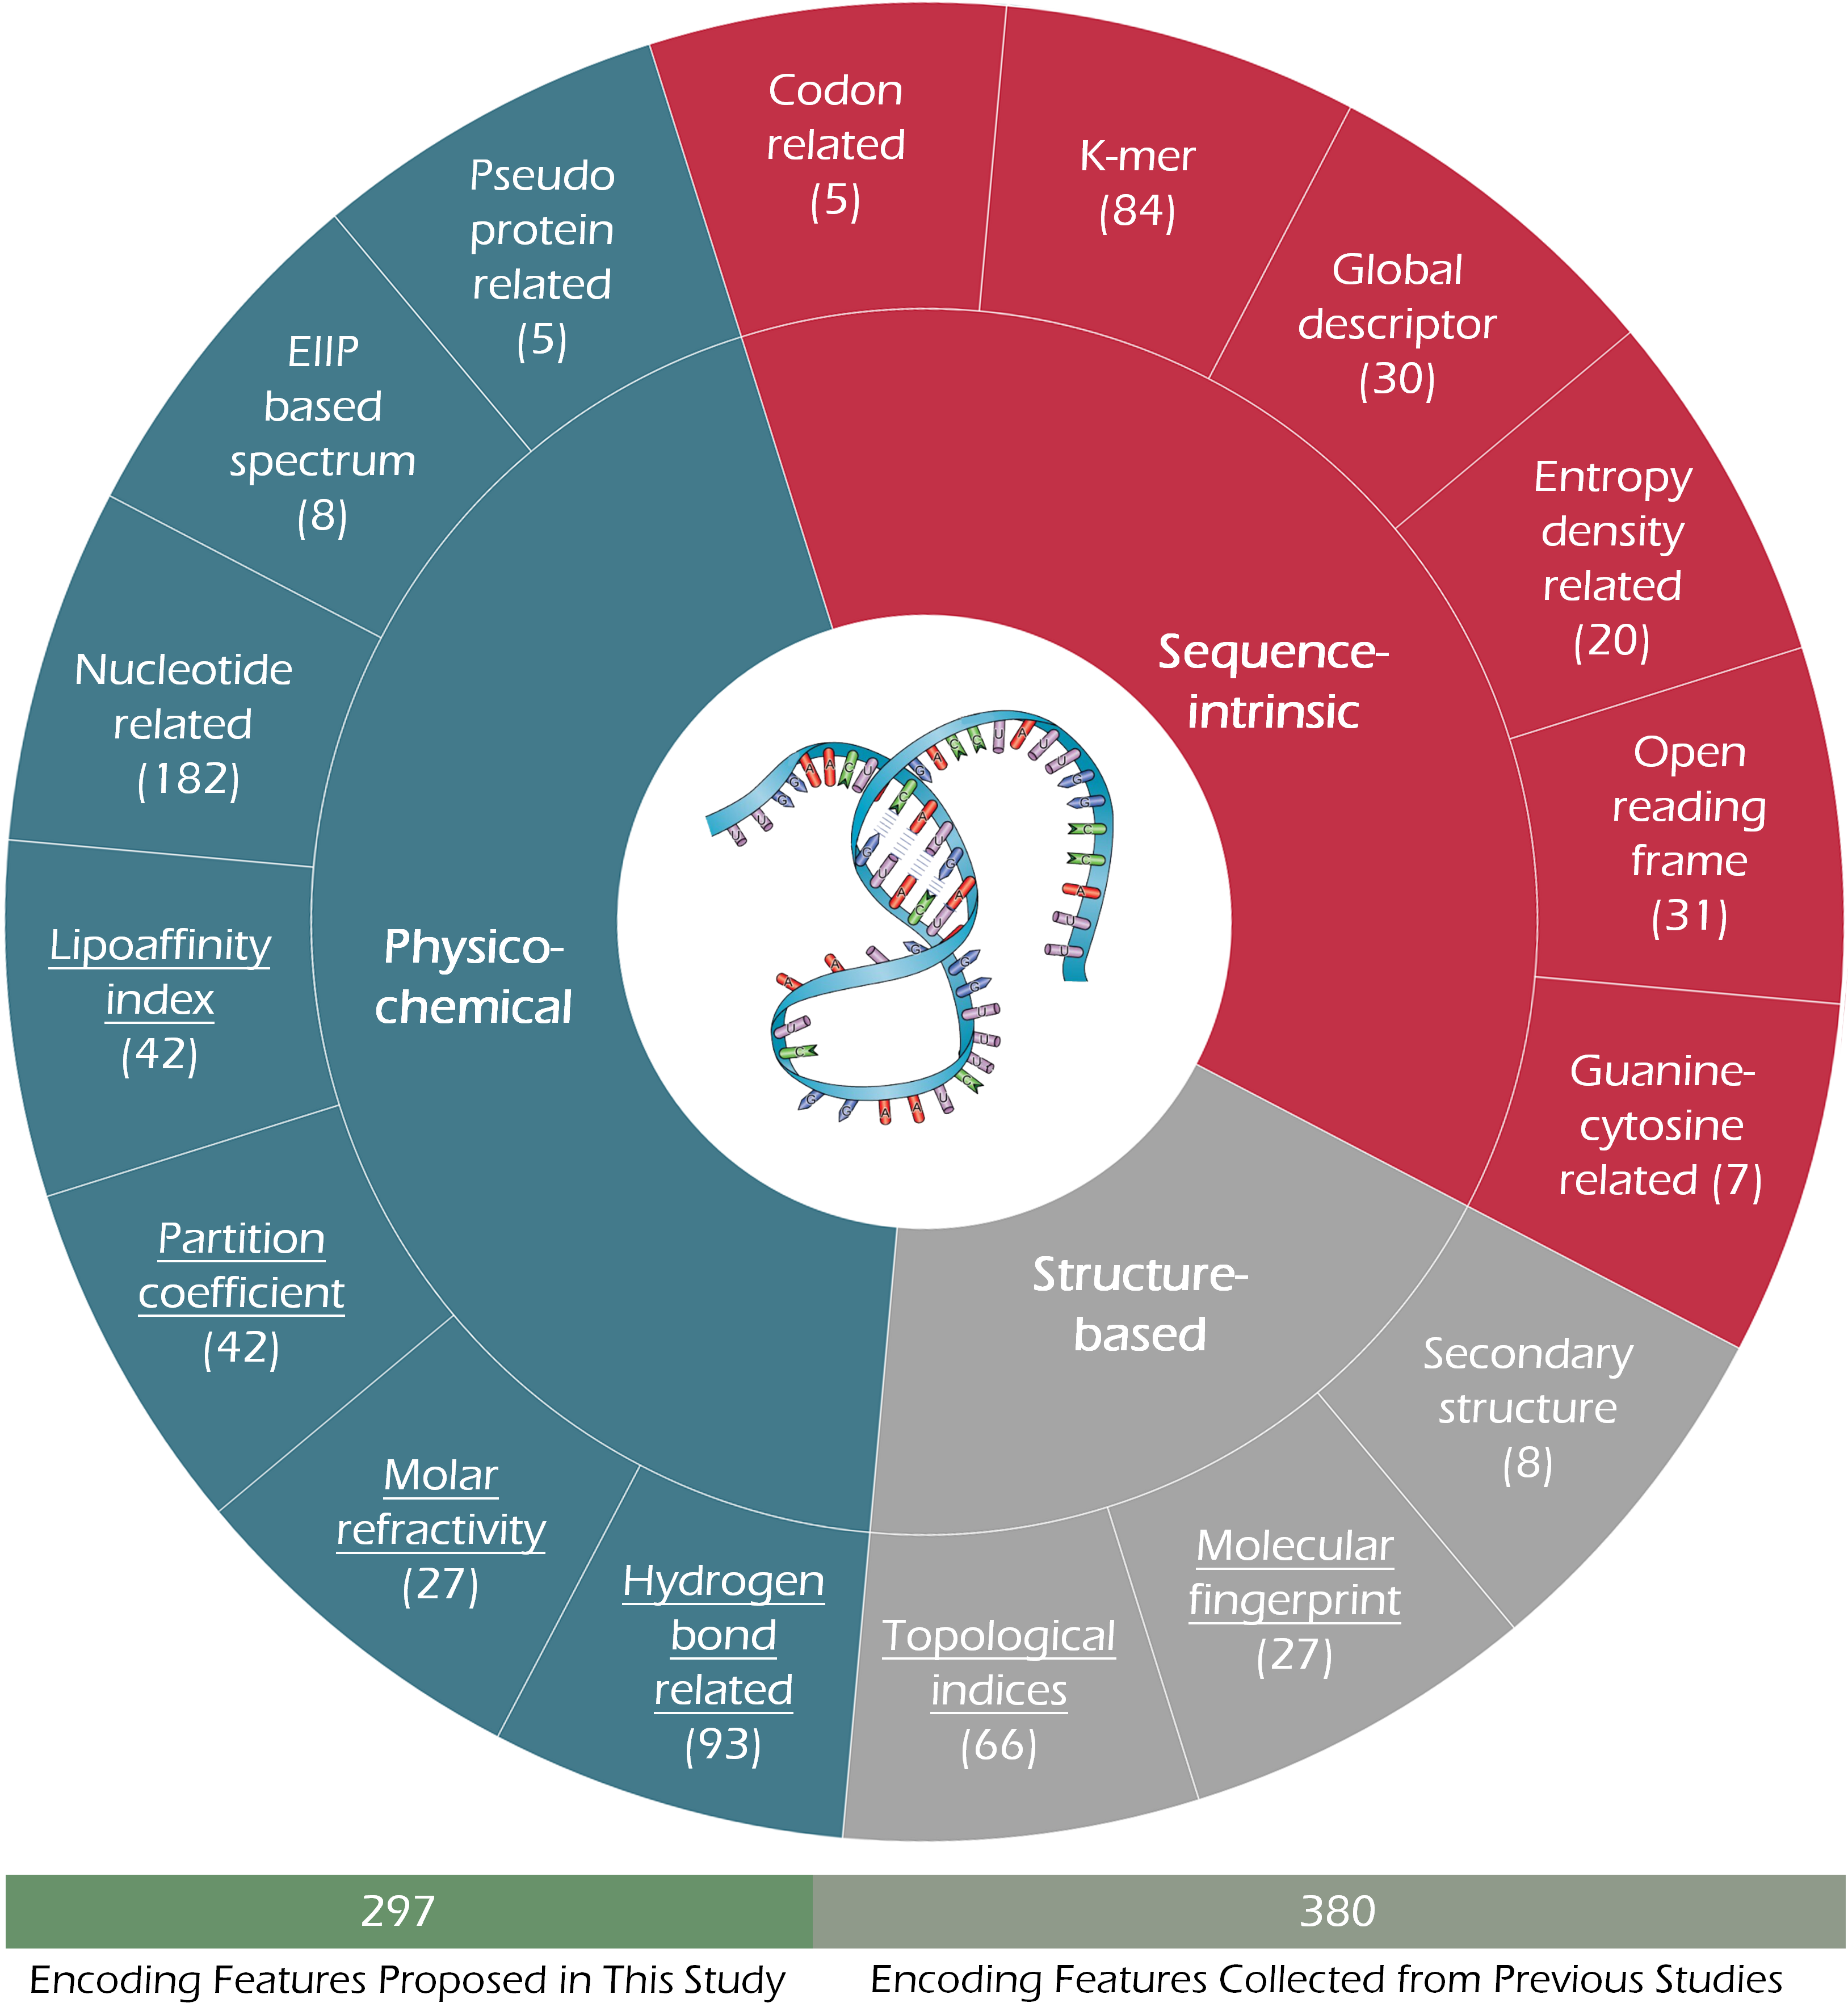 Codon
related
(5)
K-mer
(84)
Global
descriptor
(30)
Entropy
density
related
(20)
Open
reading
frame
(31)
Guanine-
cytosine
related (7)
Secondary
structure
(8)
Molecular
fingerprint
(27)
Topological
indices
(66)
Hydrogen
bond
related
(93)
Molar
refractivity
(27)
Partition
coefficient
(42)
Lipoaffinity
index
(42)
Nucleotide
related
(182)
EIIP
based
spectrum
(8)
Pseudo
protein
related
(5)
Sequence-
intrinsic
Structure-
based
Physico-
chemical
297
380
Encoding Features Proposed in This Study
Encoding Features Collected from Previous Studies